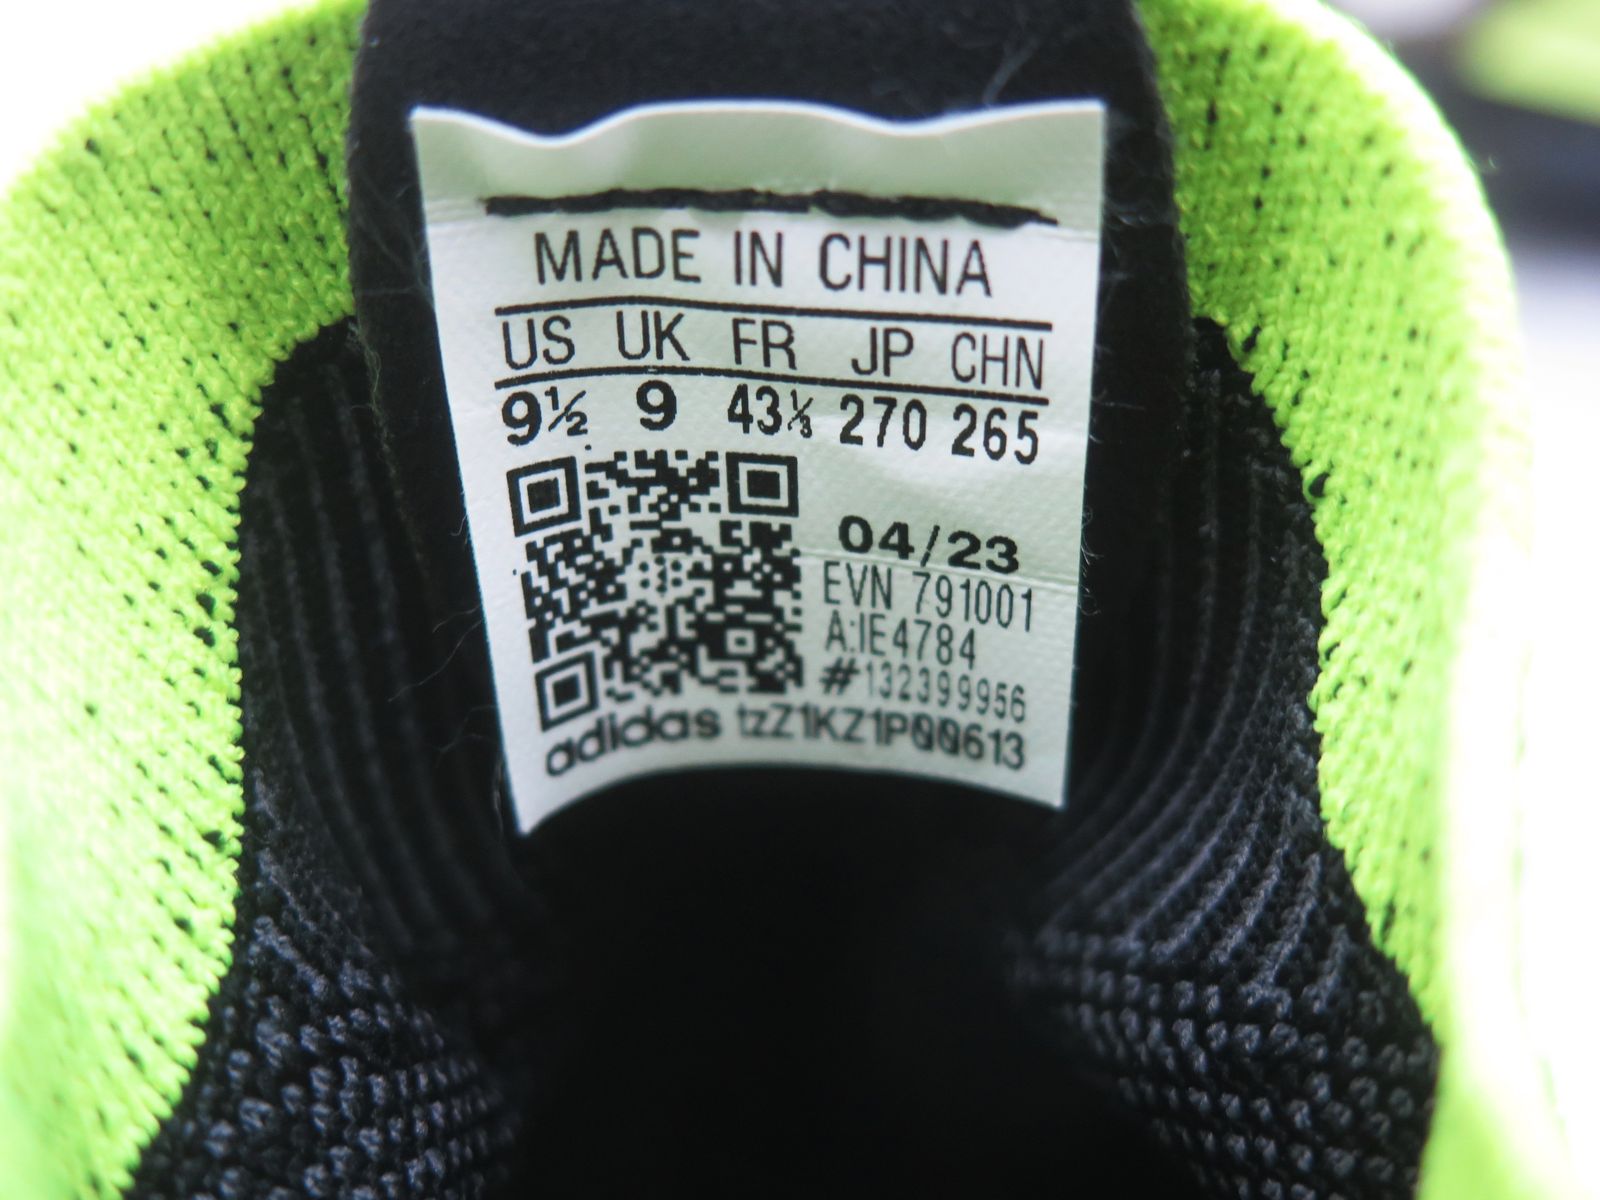 MADE IN CHINA
US UK FR JP CHN
9½ 9 43⅓ 270 265
04/23
EVN 791001
A:IE4784
#132399956
adidas tzZ1KZ1P00613